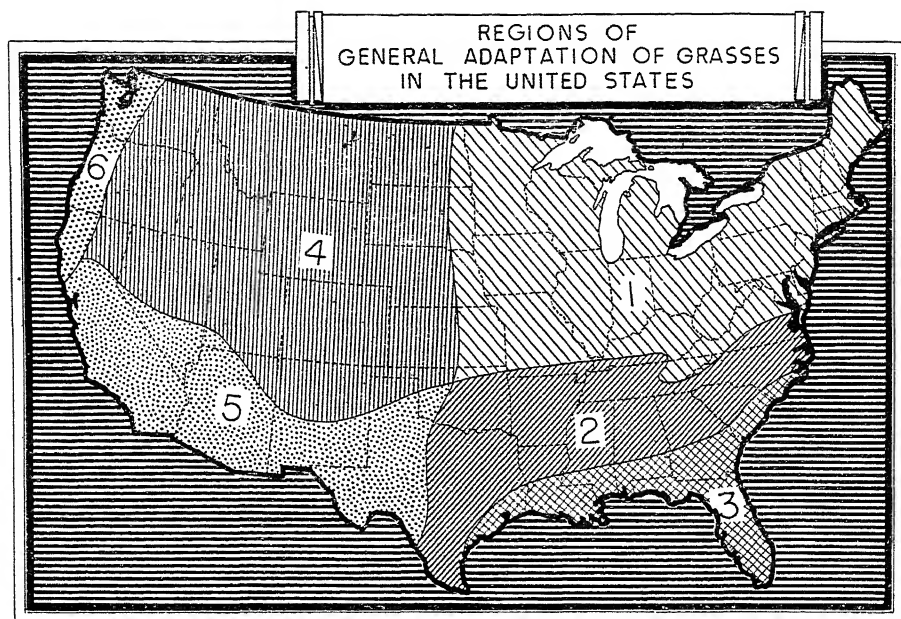 REGIONS OF
GENERAL ADAPTATION OF GRASSES
IN THE UNITED STATES
6
4
1
5
2
3